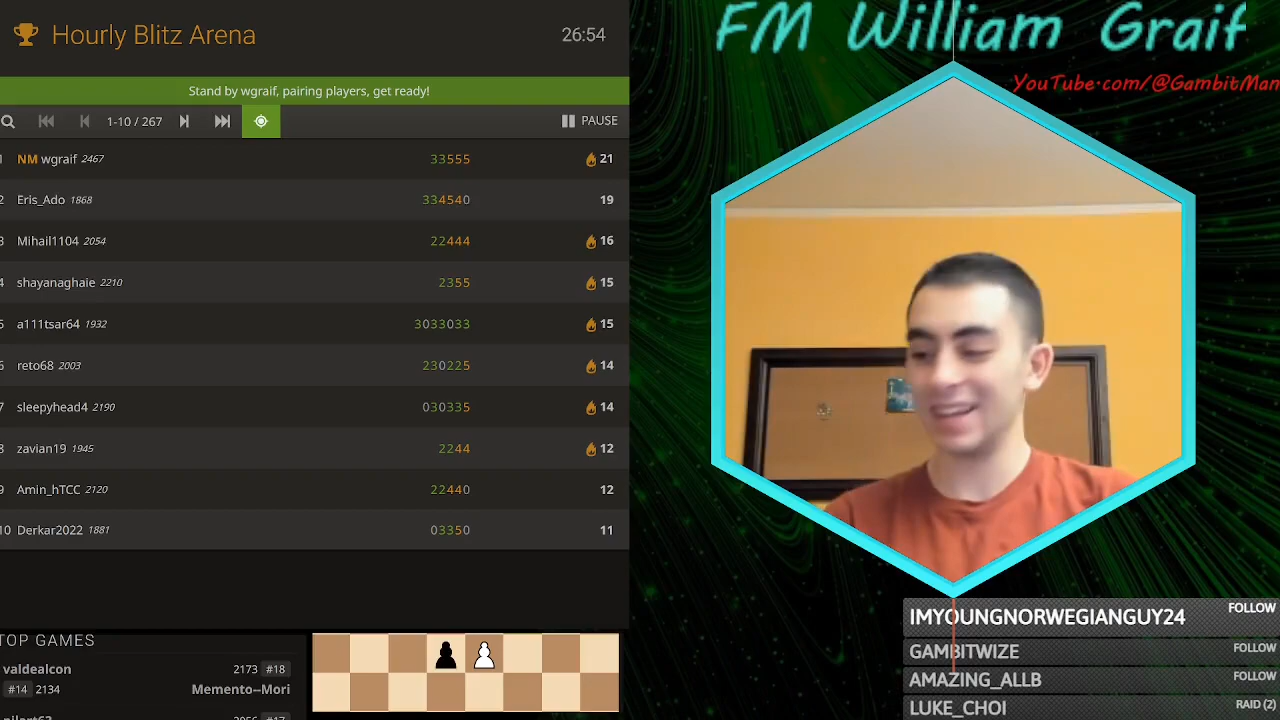 Hourly Blitz Arena
26:54
Stand by wgraif, pairing players, get ready!
1-10 / 267
PAUSE
1 NM wgraif 2467 33555 21
2 Eris_Ado 1868 334540 19
3 Mihail1104 2054 22444 16
4 shayanaghaie 2210 2355 15
5 a111tsar64 1932 3033033 15
6 reto68 2003 230225 14
7 sleepyhead4 2190 030335 14
8 zavian19 1945 2244 12
9 Amin_hTCC 2120 22440 12
10 Derkar2022 1881 03350 11
TOP GAMES
valdealcon 2173 #18
#14 2134 Memento--Mori
FM William Graif
YouTube.com/@GambitMan
IMYOUNGNORWEGIANGUY24 FOLLOW
GAMBITWIZE FOLLOW
AMAZING_ALLB FOLLOW
LUKE_CHOI RAID (2)